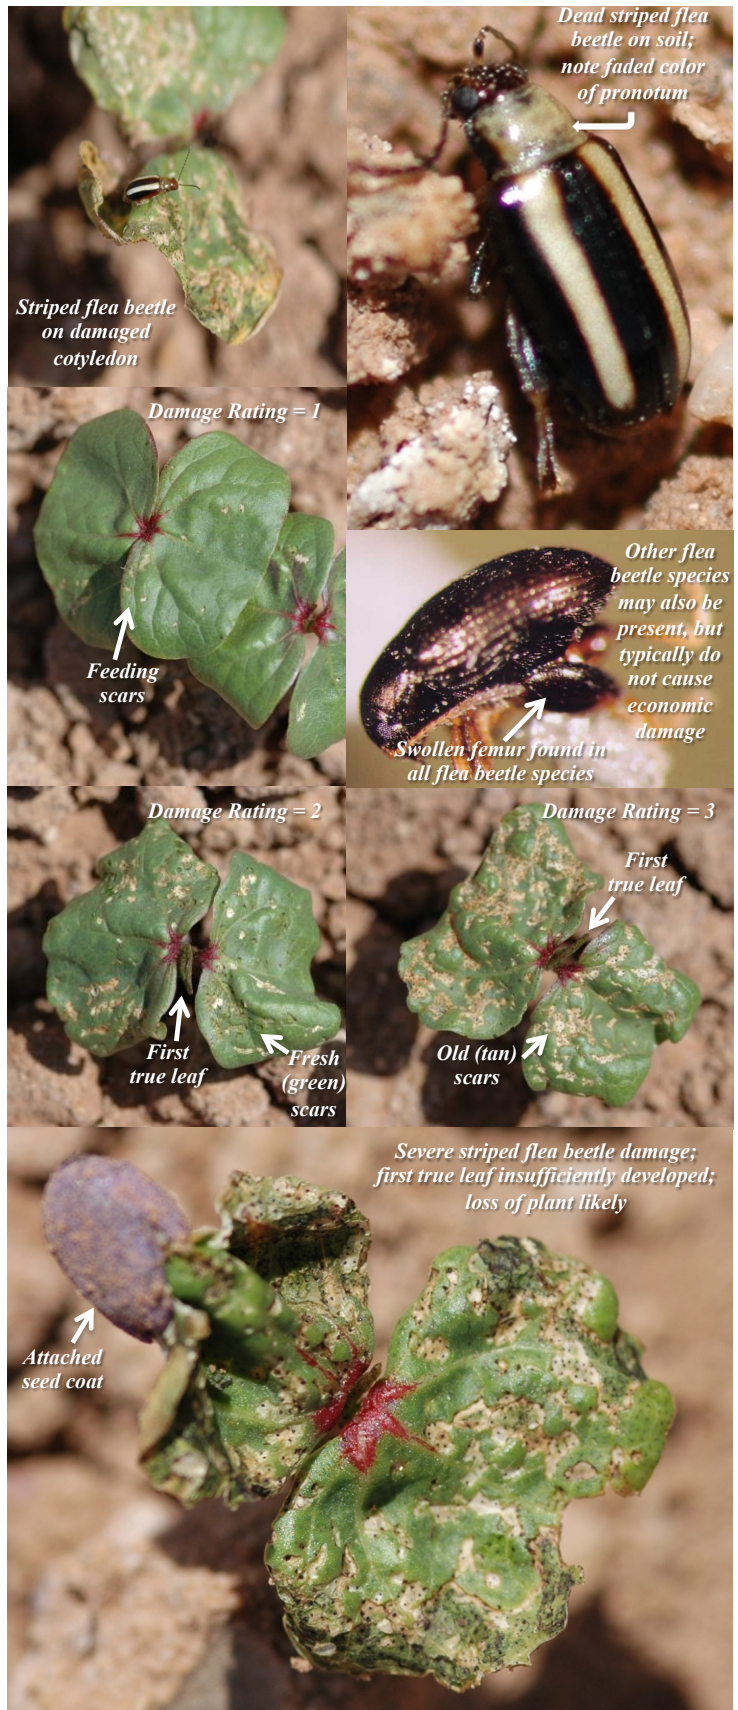 Striped flea beetle
on damaged
cotyledon
Dead striped flea
beetle on soil;
note faded color
of pronotum
Damage Rating = 1
Feeding
scars
Other flea
beetle species
may also be
present, but
typically do
not cause
economic
damage
Swollen femur found in
all flea beetle species
Damage Rating = 2
First
true leaf
Fresh
(green)
scars
Damage Rating = 3
First
true leaf
Old (tan)
scars
Severe striped flea beetle damage;
first true leaf insufficiently developed;
loss of plant likely
Attached
seed coat